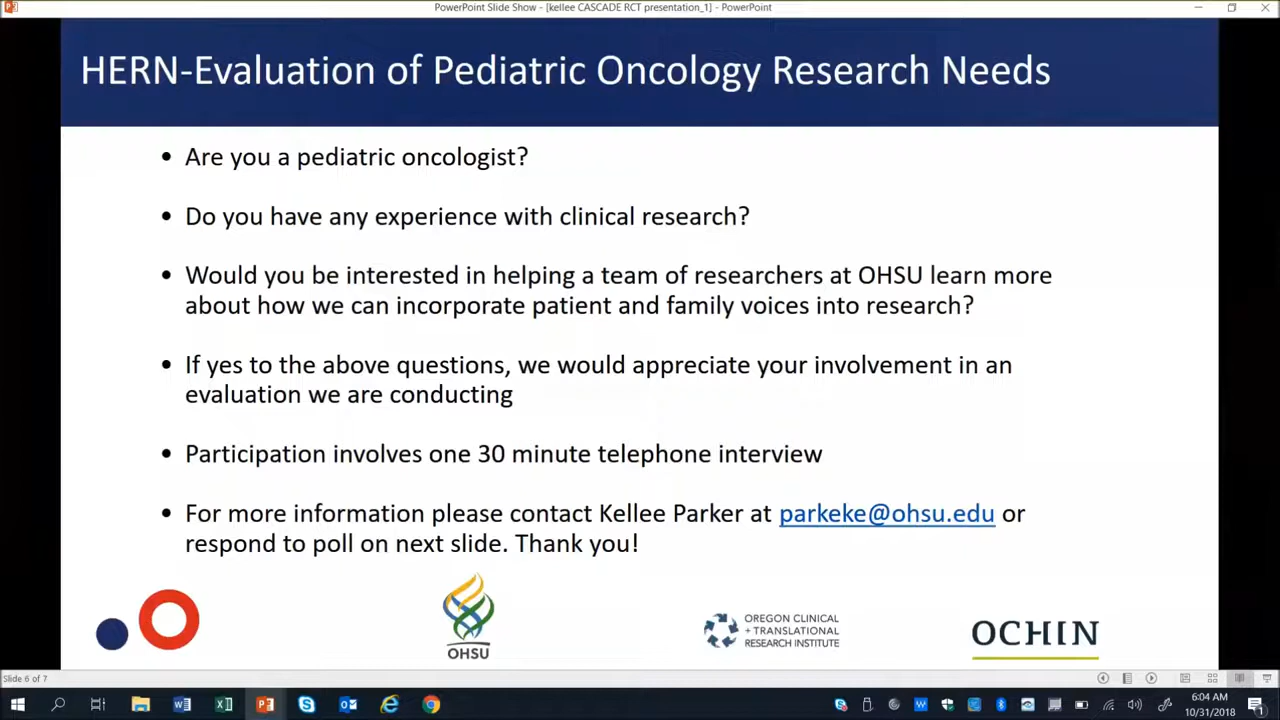 PowerPoint Slide Show - [kellee CASCADE RCT presentation_1] - PowerPoint
HERN-Evaluation of Pediatric Oncology Research Needs
• Are you a pediatric oncologist?
• Do you have any experience with clinical research?
• Would you be interested in helping a team of researchers at OHSU learn more
about how we can incorporate patient and family voices into research?
• If yes to the above questions, we would appreciate your involvement in an
evaluation we are conducting
• Participation involves one 30 minute telephone interview
• For more information please contact Kellee Parker at parkeke@ohsu.edu or
respond to poll on next slide. Thank you!
OHSU
OREGON CLINICAL
+ TRANSLATIONAL
RESEARCH INSTITUTE
OCHIN
Slide 6 of 7
6:04 AM
10/31/2018